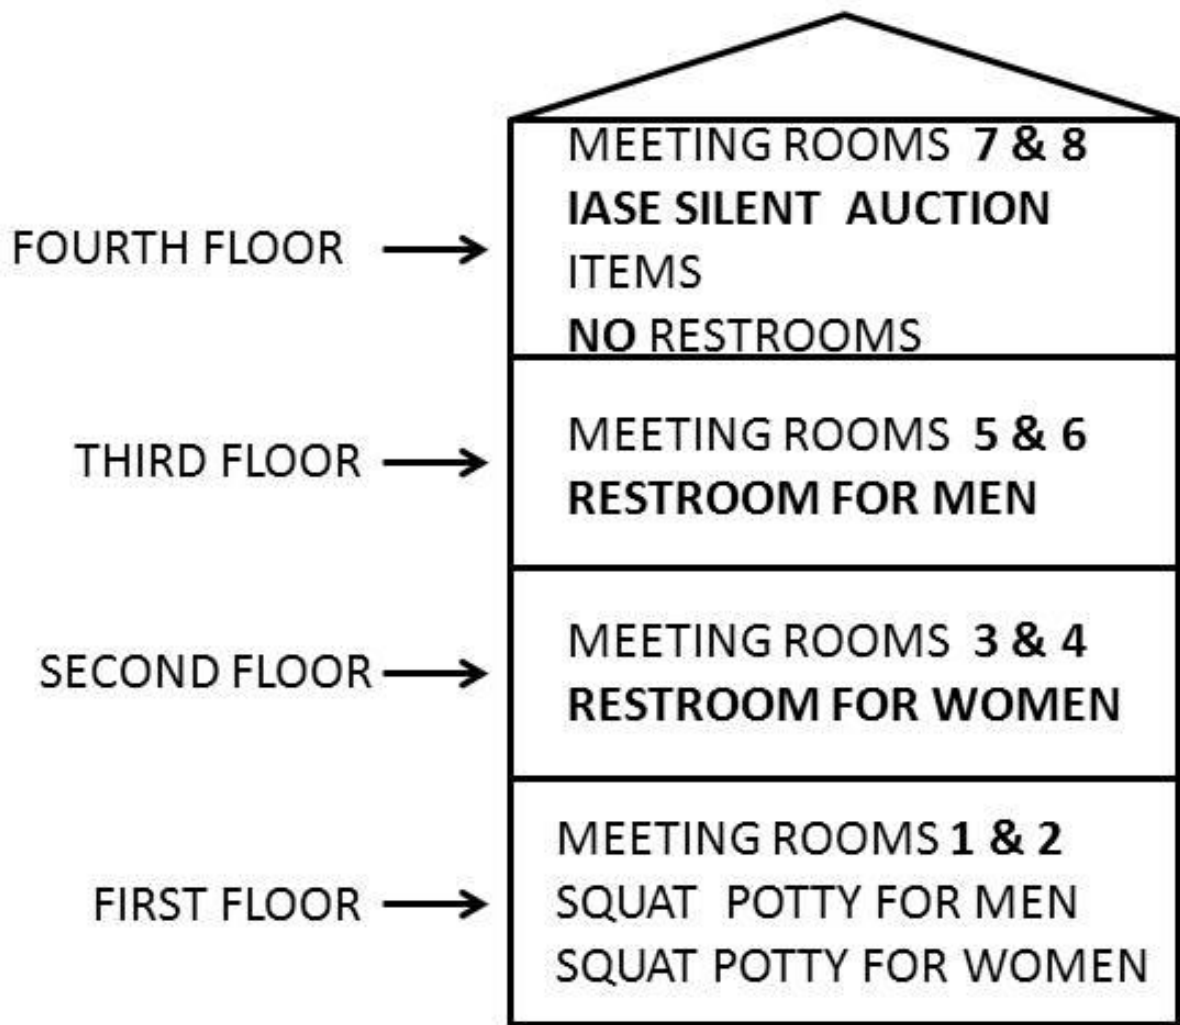 FOURTH FLOOR
MEETING ROOMS 7 & 8
IASE SILENT AUCTION
ITEMS
NO RESTROOMS
THIRD FLOOR
MEETING ROOMS 5 & 6
RESTROOM FOR MEN
SECOND FLOOR
MEETING ROOMS 3 & 4
RESTROOM FOR WOMEN
FIRST FLOOR
MEETING ROOMS 1 & 2
SQUAT POTTY FOR MEN
SQUAT POTTY FOR WOMEN